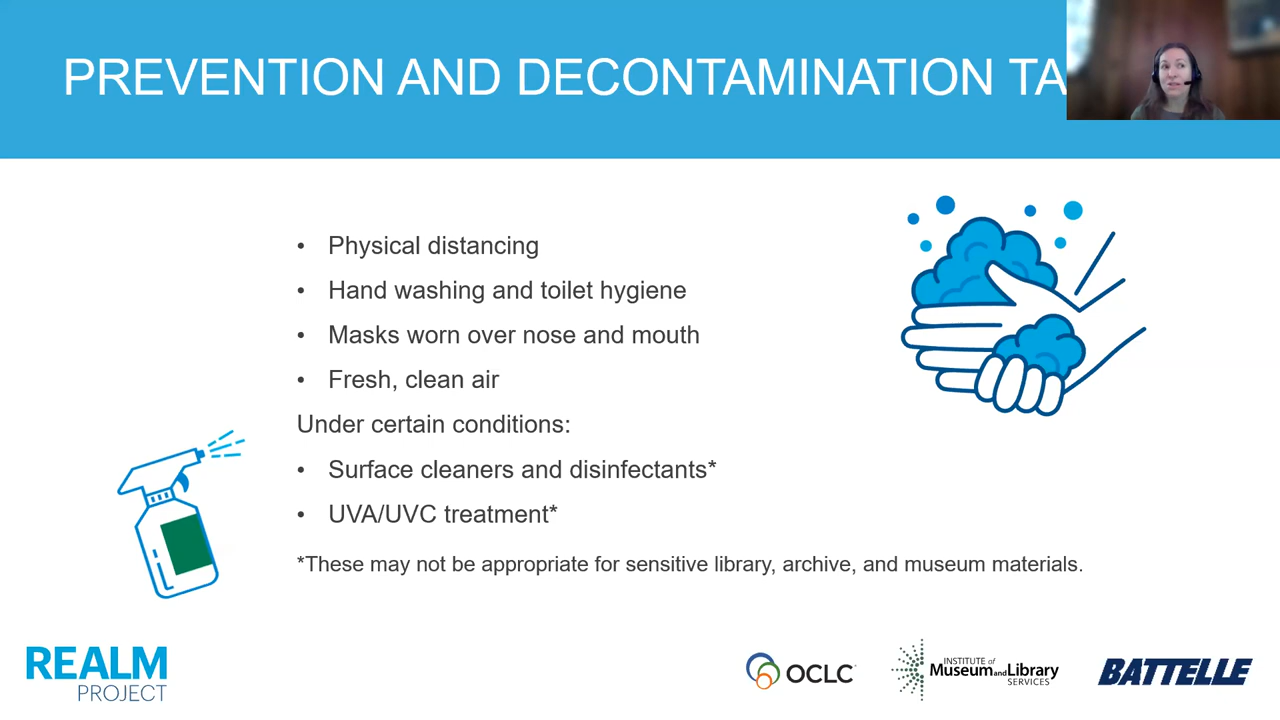 PREVENTION AND DECONTAMINATION
• Physical distancing
• Hand washing and toilet hygiene
• Masks worn over nose and mouth
• Fresh, clean air
Under certain conditions:
• Surface cleaners and disinfectants*
• UVA/UVC treatment*
*These may not be appropriate for sensitive library, archive, and museum materials.
REALM
PROJECT
OCLC
INSTITUTE of
Museum and Library
SERVICES
BATTELLE